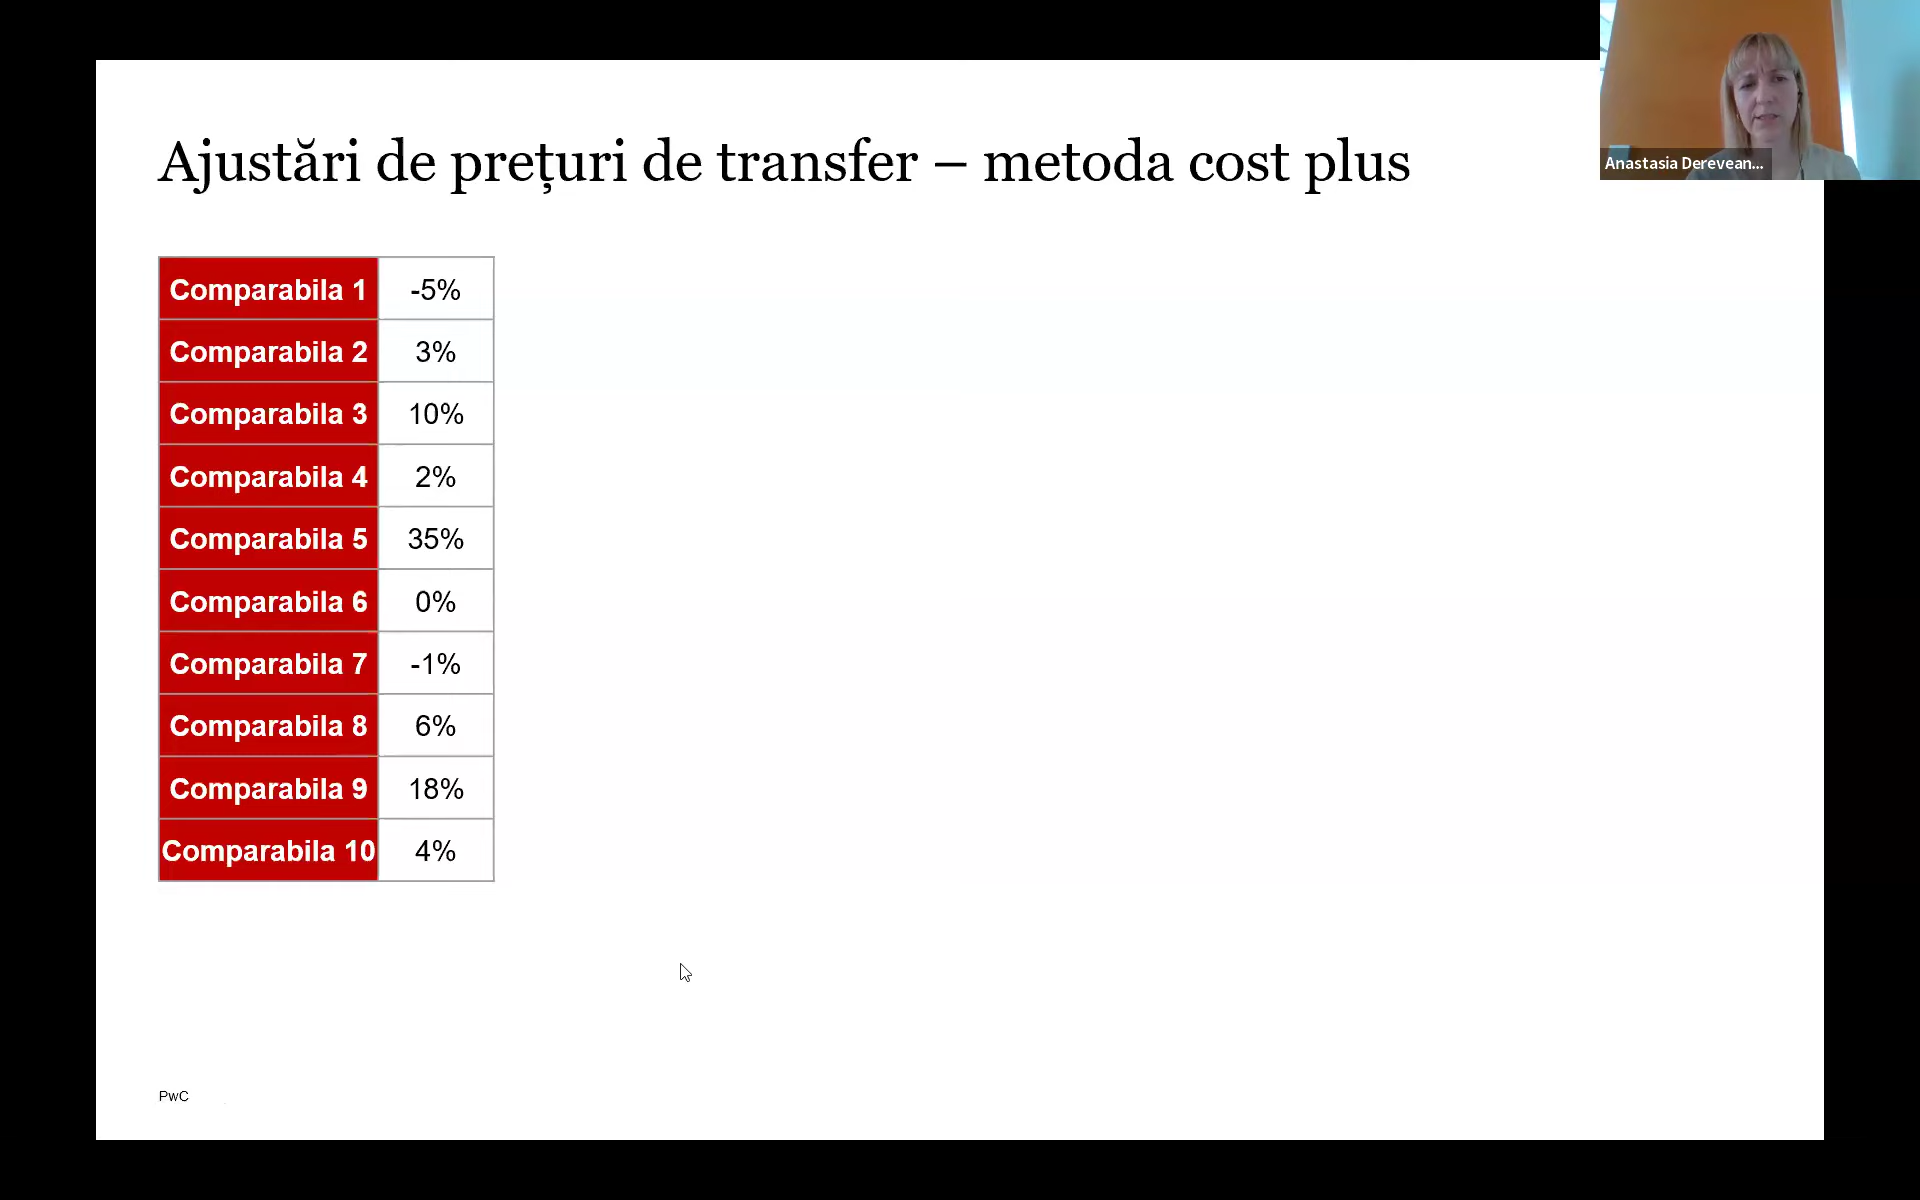 Anastasia Derevean...
Ajustări de prețuri de transfer – metoda cost plus
Comparabila 1 -5%
Comparabila 2 3%
Comparabila 3 10%
Comparabila 4 2%
Comparabila 5 35%
Comparabila 6 0%
Comparabila 7 -1%
Comparabila 8 6%
Comparabila 9 18%
Comparabila 10 4%
PwC